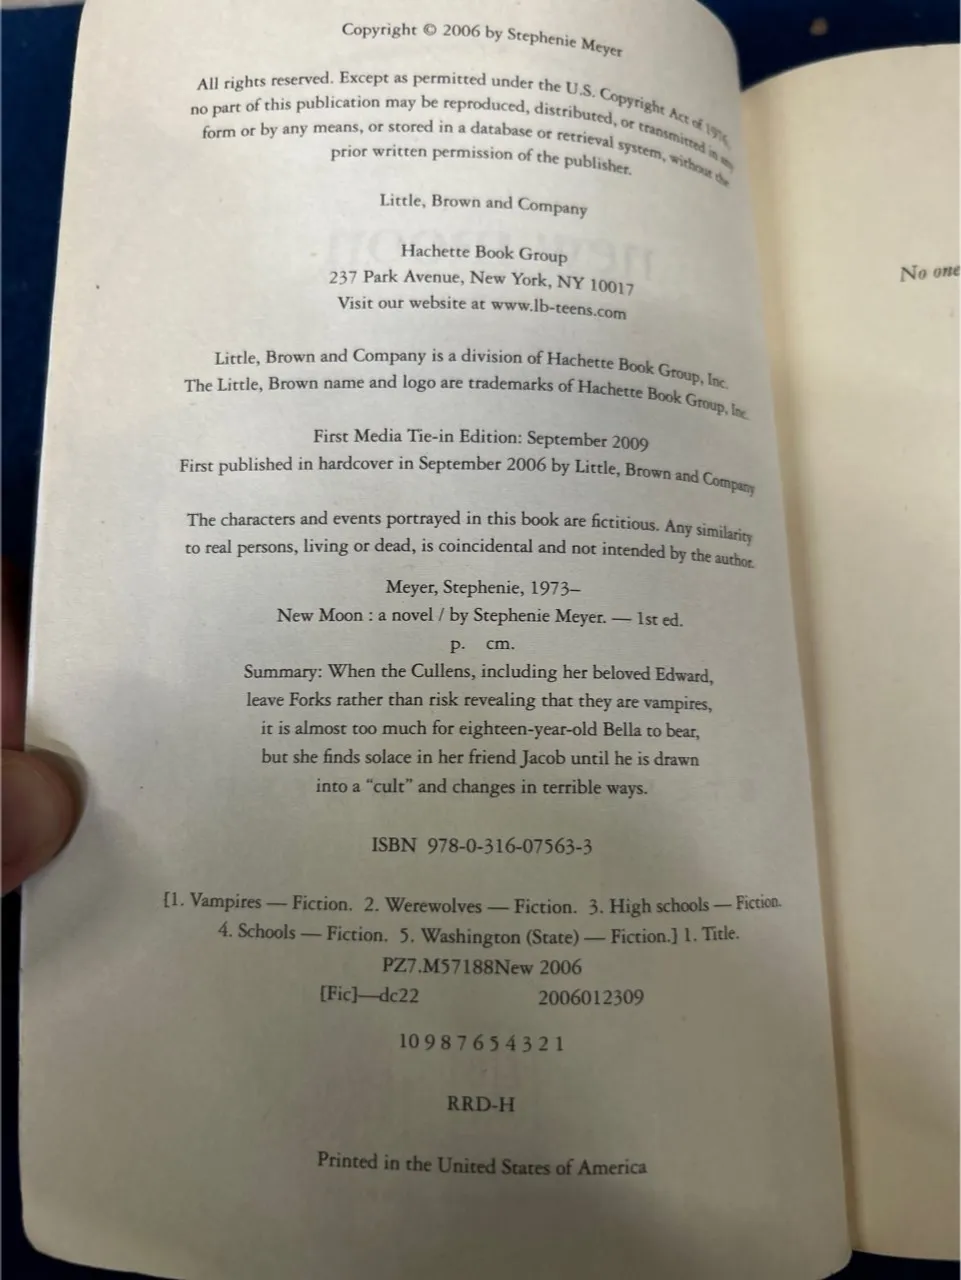 Copyright © 2006 by Stephenie Meyer
All rights reserved. Except as permitted under the U.S. Copyright Act of 1976,
no part of this publication may be reproduced, distributed, or transmitted in any
form or by any means, or stored in a database or retrieval system, without the
prior written permission of the publisher.
Little, Brown and Company
Hachette Book Group
237 Park Avenue, New York, NY 10017
Visit our website at www.lb-teens.com
Little, Brown and Company is a division of Hachette Book Group, Inc.
The Little, Brown name and logo are trademarks of Hachette Book Group, Inc.
First Media Tie-in Edition: September 2009
First published in hardcover in September 2006 by Little, Brown and Company
The characters and events portrayed in this book are fictitious. Any similarity
to real persons, living or dead, is coincidental and not intended by the author.
Meyer, Stephenie, 1973–
New Moon : a novel / by Stephenie Meyer. — 1st ed.
p. cm.
Summary: When the Cullens, including her beloved Edward,
leave Forks rather than risk revealing that they are vampires,
it is almost too much for eighteen-year-old Bella to bear,
but she finds solace in her friend Jacob until he is drawn
into a “cult” and changes in terrible ways.
ISBN 978-0-316-07563-3
[1. Vampires — Fiction. 2. Werewolves — Fiction. 3. High schools — Fiction.
4. Schools — Fiction. 5. Washington (State) — Fiction.] 1. Title.
PZ7.M57188New 2006
[Fic]—dc22 2006012309
10 9 8 7 6 5 4 3 2 1
RRD-H
Printed in the United States of America
No one